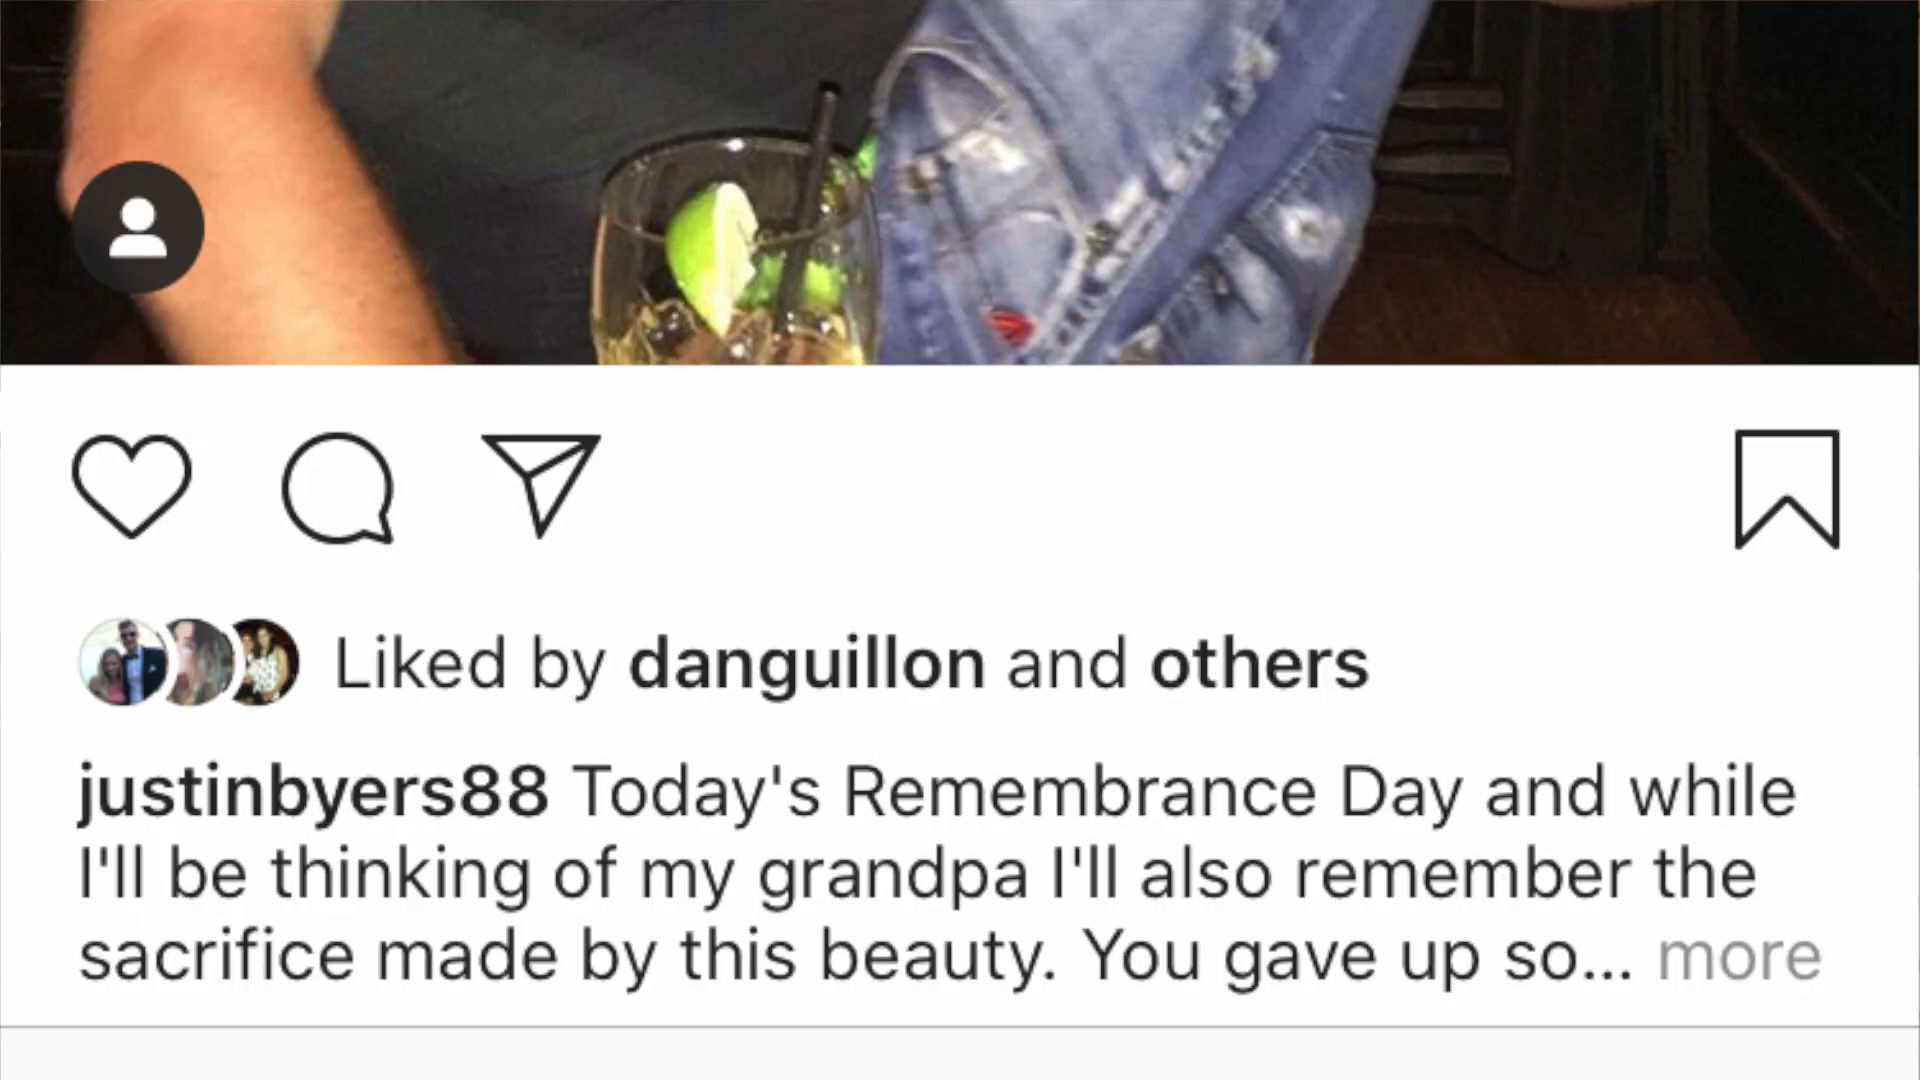 Liked by danguillon and others
justinbyers88 Today's Remembrance Day and while
I'll be thinking of my grandpa I'll also remember the
sacrifice made by this beauty. You gave up so... more